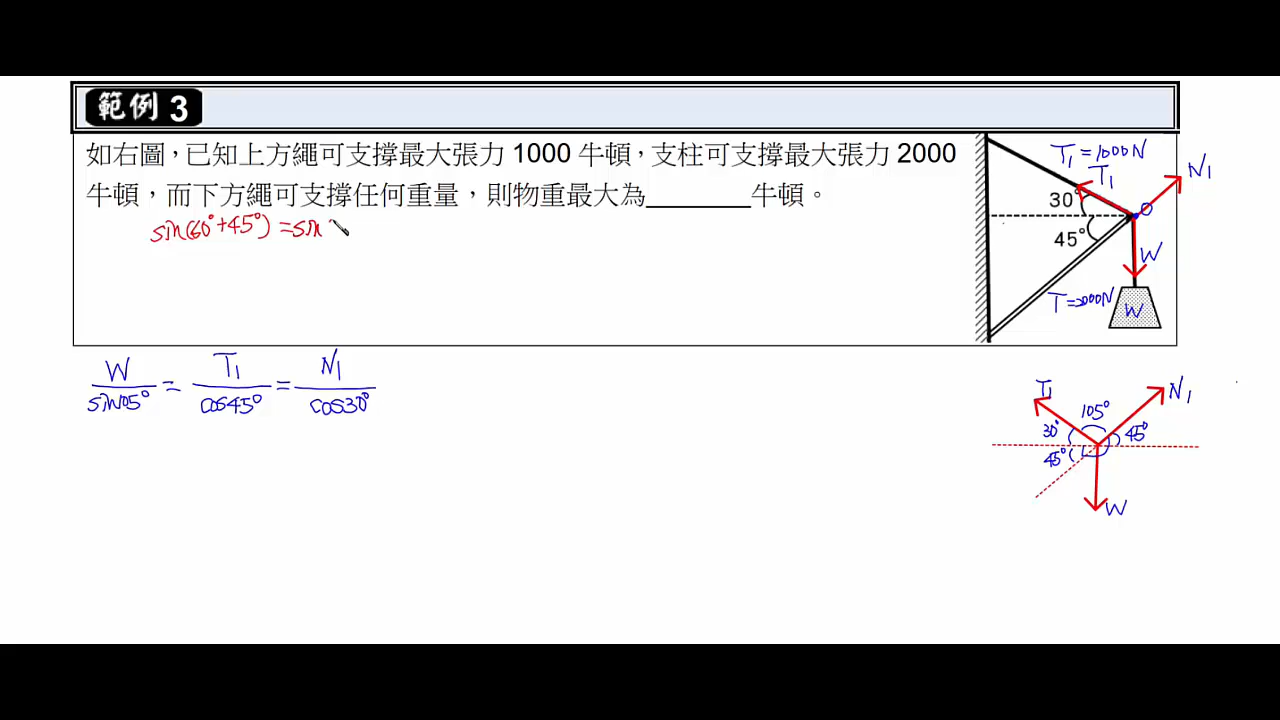 範例 3
如右圖，已知上方繩可支撐最大張力 1000 牛頓，支柱可支撐最大張力 2000
牛頓，而下方繩可支撐任何重量，則物重最大為________牛頓。
sin(60°+45°)=sin
T₁=1000N
T₁
N₁
30°
O
45°
W
T=2000N
W
W/sin105° = T₁/cos45° = N₁/cos30°
T₁
N₁
105°
30°
45°
45°
W